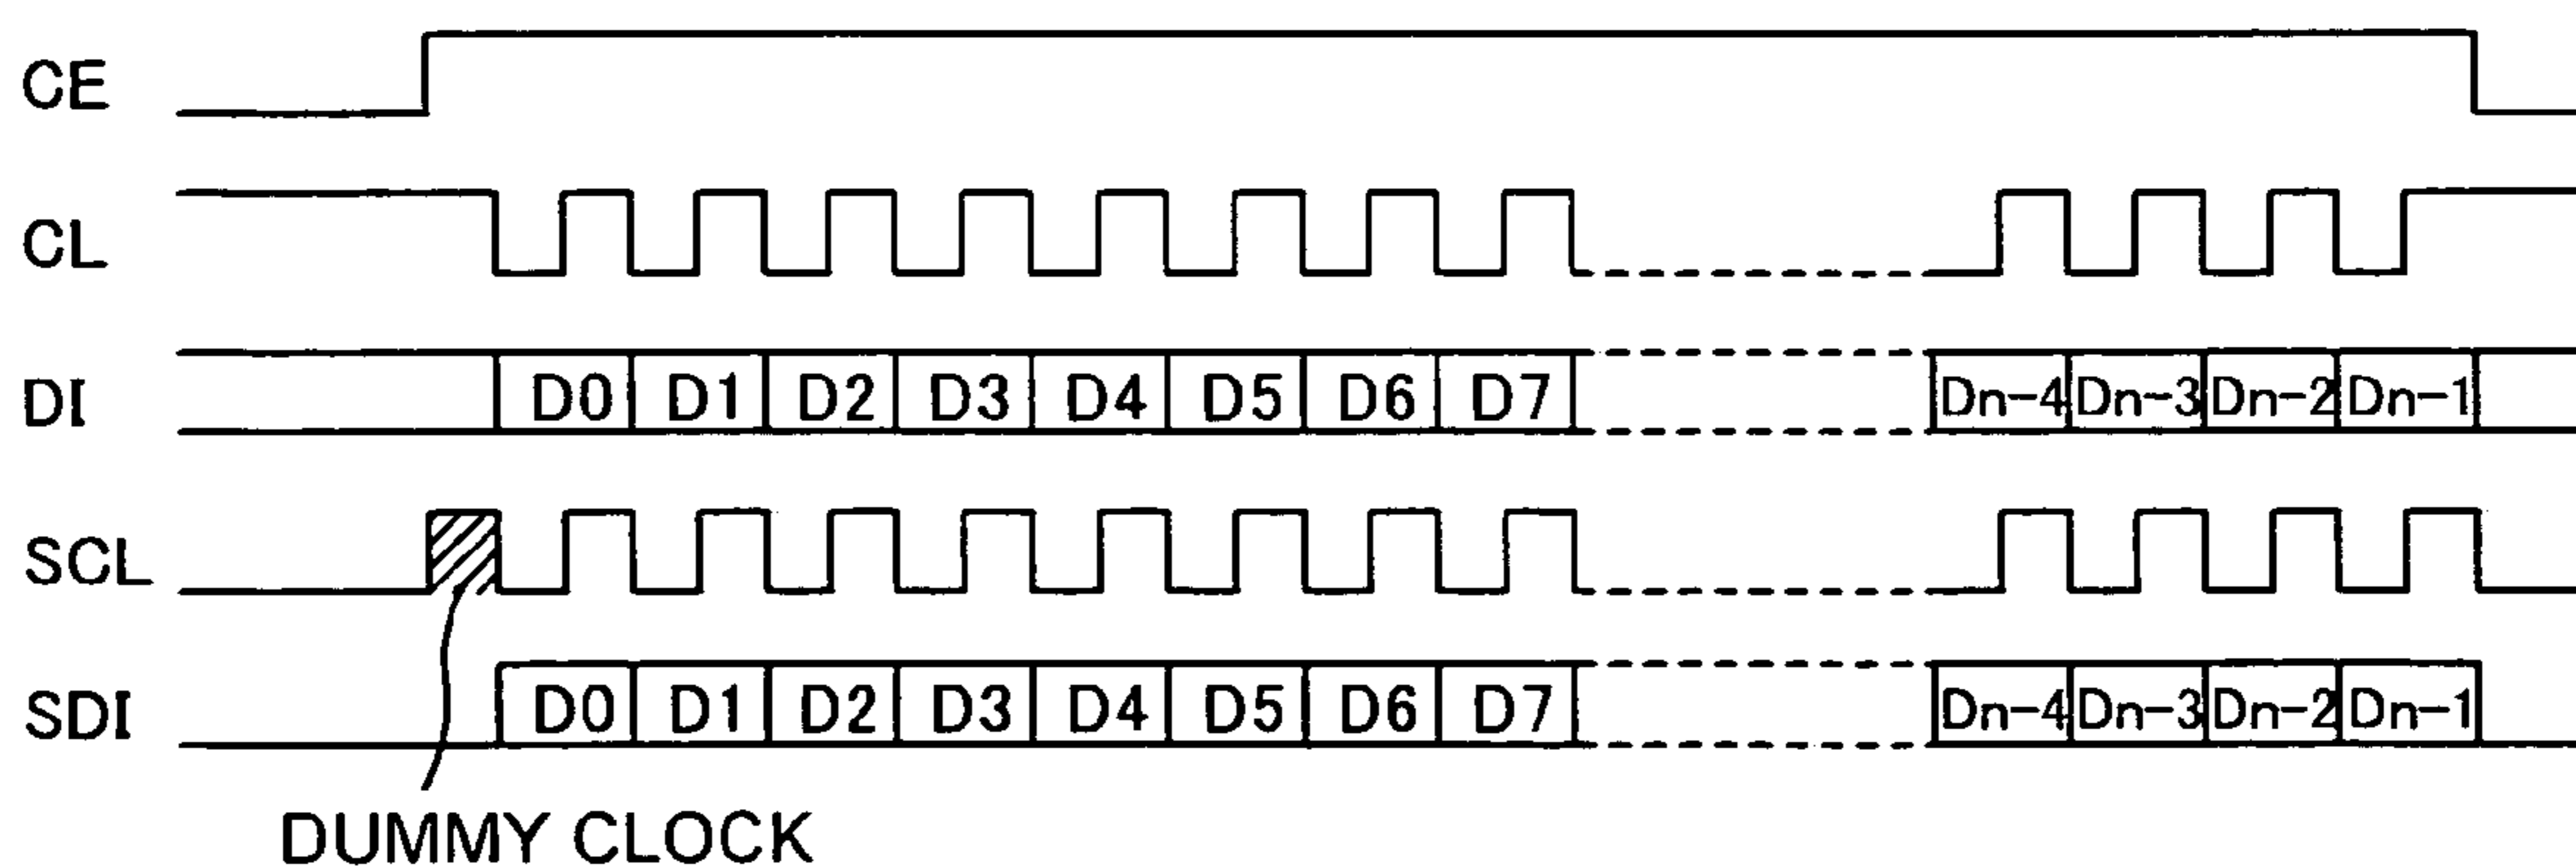 CE
CL
DI D0 D1 D2 D3 D4 D5 D6 D7 Dn-4 Dn-3 Dn-2 Dn-1
SCL
SDI D0 D1 D2 D3 D4 D5 D6 D7 Dn-4 Dn-3 Dn-2 Dn-1
DUMMY CLOCK